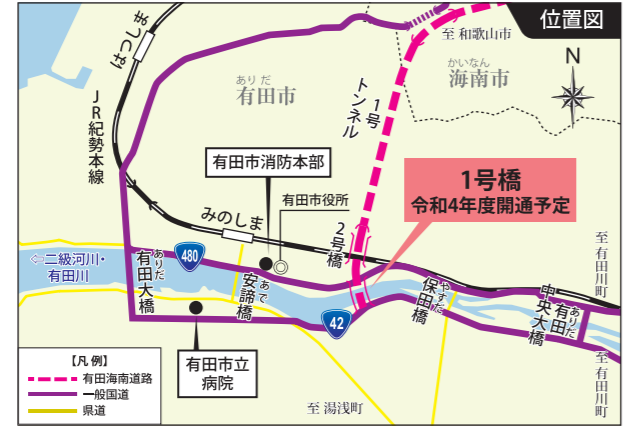 位置図
至 和歌山市
N
かいなん
海南市
はつしま
ありだ
有田市
1号
トンネル
JR紀勢本線
有田市消防本部
1号橋
令和4年度開通予定
有田市役所
みのしま
2号橋
至 有田川町
←二級河川・
有田川
ありだ
有田大橋
480
あで
安諦橋
やすだ
保田橋
ありだ
有田
中央大橋
42
有田市立
病院
至 有田川町
【凡 例】
有田海南道路
一般国道
県道
至 湯浅町